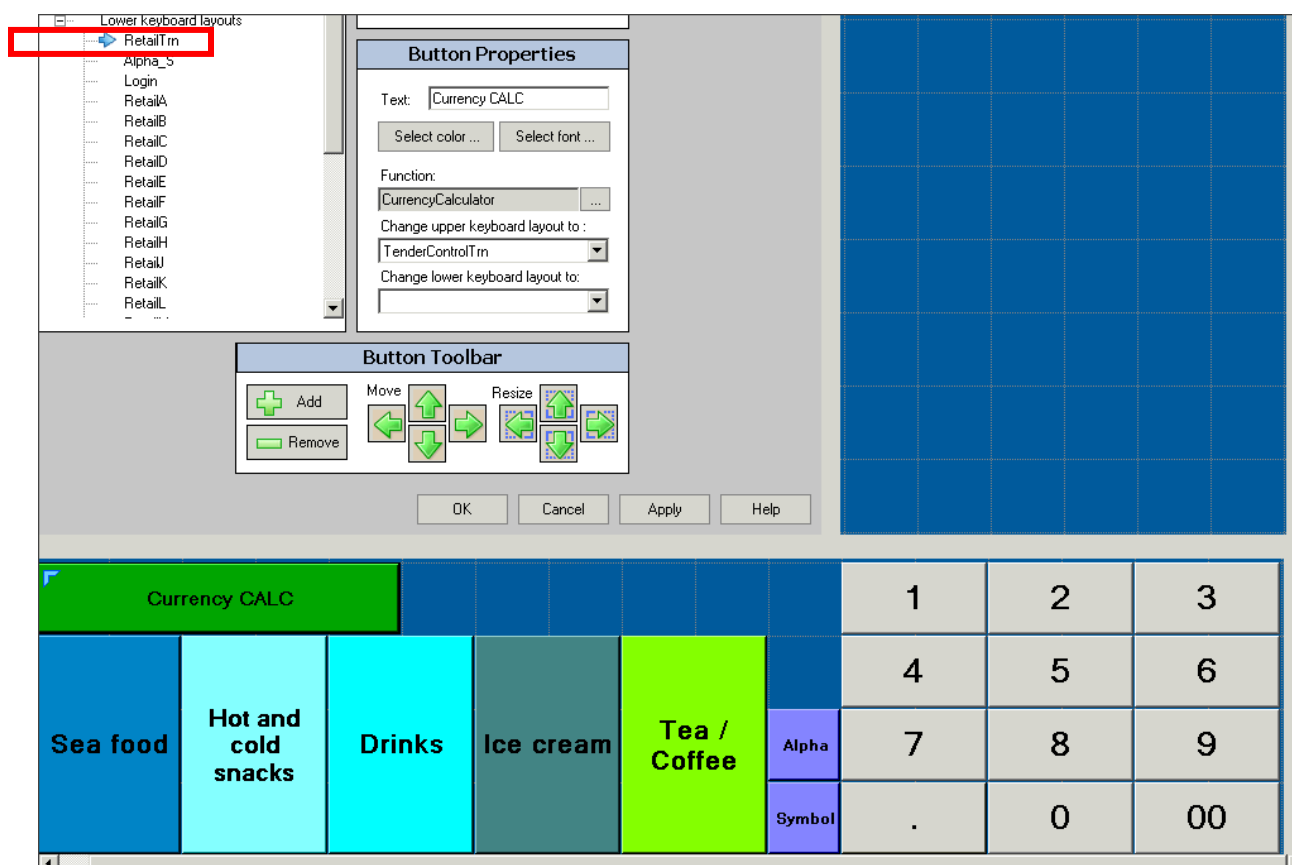 Lower keyboard layouts
RetailTrn
Alpha_S
Login
RetailA
RetailB
RetailC
RetailD
RetailE
RetailF
RetailG
RetailH
RetailJ
RetailK
RetailL
Button Properties
Text: Currency CALC
Select color ... Select font ...
Function:
CurrencyCalculator ...
Change upper keyboard layout to :
TenderControlTrn
Change lower keyboard layout to:
Button Toolbar
Add Move Resize
Remove
OK Cancel Apply Help
Currency CALC 1 2 3
4 5 6
Sea food
Hot and
cold
snacks
Drinks
Ice cream
Tea /
Coffee
Alpha 7 8 9
Symbol . 0 00